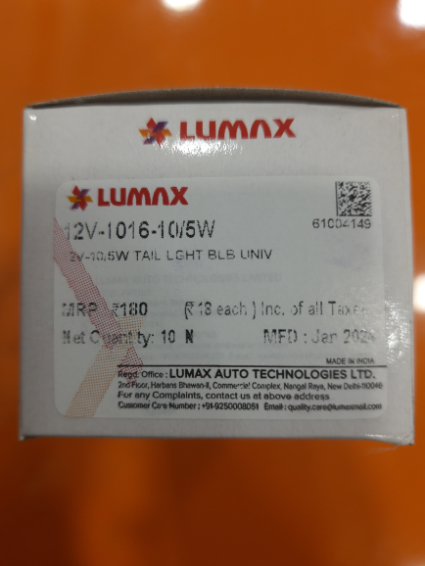 LUMAX
LUMAX
12V-1016-10/5W
61004149
12V-10/5W TAIL LGHT BLB UNIV
MRP ₹180 (₹18 each) Inc. of all Taxes
Net Quantity: 10 N MFD : Jan 2024
MADE IN INDIA
Regd. Office : LUMAX AUTO TECHNOLOGIES LTD.
2nd Floor, Harbans Bhawan-II, Commercial Complex, Nangal Raya, New Delhi-110046
For any Complaints, contact us at above address
Customer Care Number : +91-9250008051 Email : quality.care@lumaxmail.com